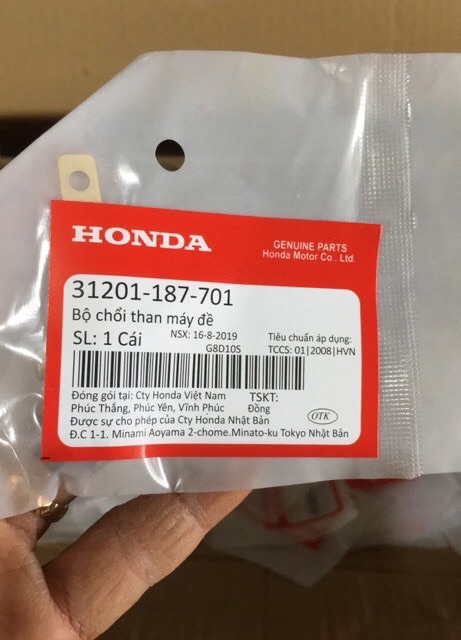 HONDA
GENUINE PARTS
Honda Motor Co., Ltd.
31201-187-701
Bộ chổi than máy đề
SL: 1 Cái
NSX: 16-8-2019
G8D10S
Tiêu chuẩn áp dụng:
TCCS: 01|2008|HVN
Đóng gói tại: Cty Honda Việt Nam
Phúc Thắng, Phúc Yên, Vĩnh Phúc
TSKT:
Đồng
OTK
Được sự cho phép của Cty Honda Nhật Bản
Đ.C 1-1. Minami Aoyama 2-chome.Minato-ku Tokyo Nhật Bản